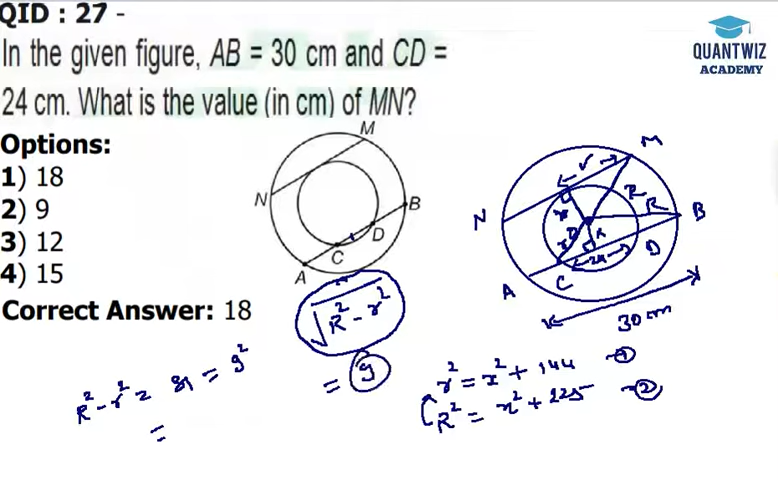 QID : 27 -
In the given figure, AB = 30 cm and CD =
24 cm. What is the value (in cm) of MN?
QUANTWIZ
ACADEMY
Options:
1) 18
2) 9
3) 12
4) 15
Correct Answer: 18
M
N
B
D
C
A
M
N
R
R
B
r
r
x
D
C
24
A
30 cm
√R² - r²
= 9
R² - r² = 81 = 9²
=
r² = x² + 144 - 1
R² = x² + 225 - 2